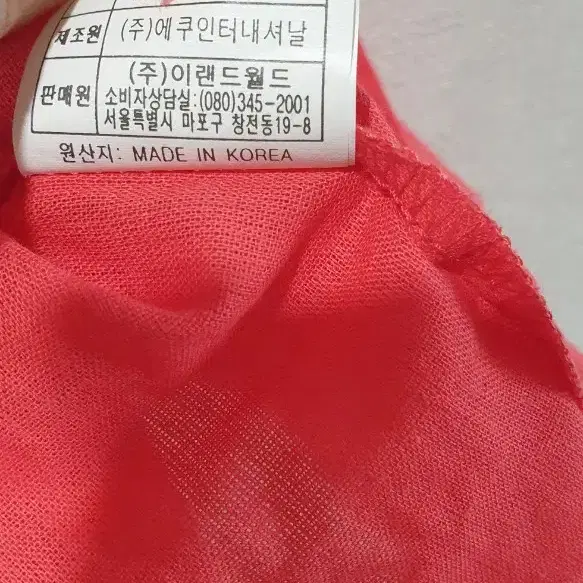 제조원 (주)에쿠인터내셔날
판매원 (주)이랜드월드
소비자상담실:(080)345-2001
서울특별시 마포구 창전동19-8
원산지: MADE IN KOREA